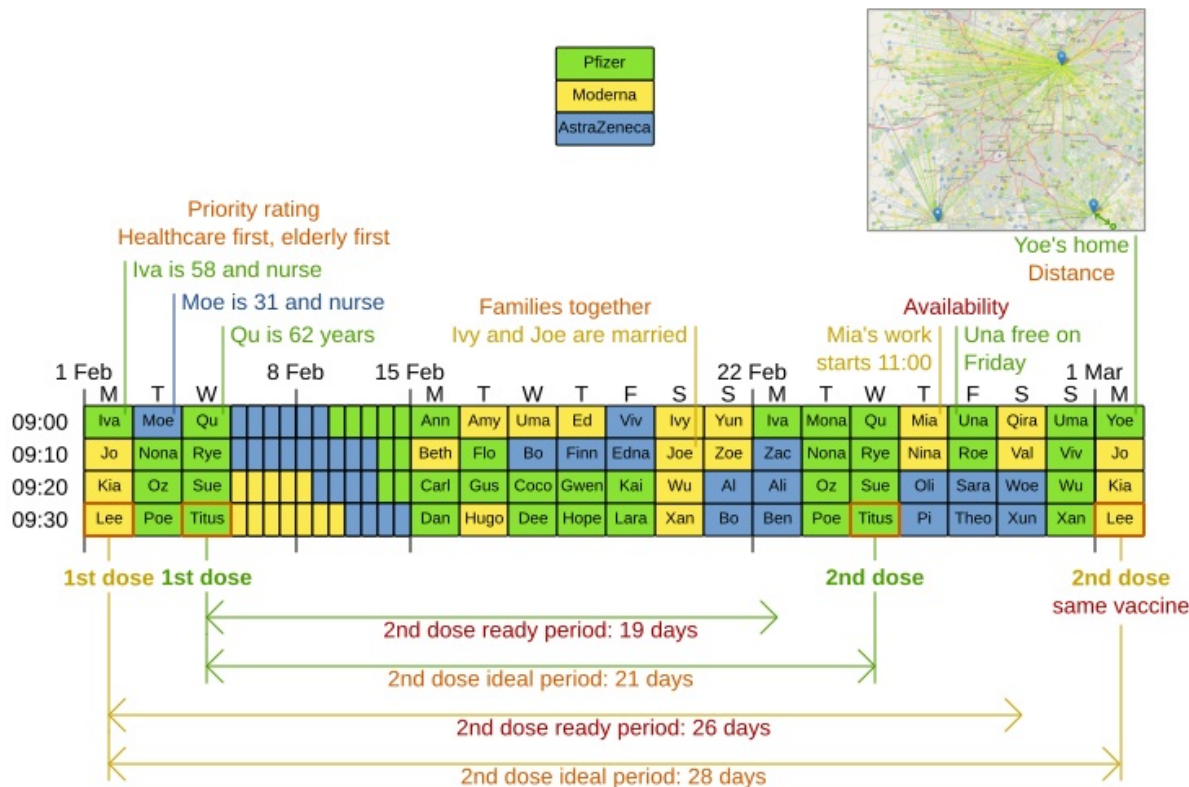 Pfizer
Moderna
AstraZeneca
Priority rating
Healthcare first, elderly first
Iva is 58 and nurse
Moe is 31 and nurse
Qu is 62 years
Families together
Ivy and Joe are married
Availability
Mia's work
starts 11:00
Una free on
Friday
Yoe's home
Distance
1 Feb 8 Feb 15 Feb 22 Feb 1 Mar
M T W M T W T F S S M T W T F S S M
09:00 Iva Moe Qu Ann Amy Uma Ed Viv Ivy Yun Iva Mona Qu Mia Una Qira Uma Yoe
09:10 Jo Nona Rye Beth Flo Bo Finn Edna Joe Zoe Zac Nona Rye Nina Roe Val Viv Jo
09:20 Kia Oz Sue Carl Gus Coco Gwen Kai Wu Al Ali Oz Sue Oli Sara Woe Wu Kia
09:30 Lee Poe Titus Dan Hugo Dee Hope Lara Xan Bo Ben Poe Titus Pi Theo Xun Xan Lee
1st dose 1st dose 2nd dose 2nd dose
same vaccine
2nd dose ready period: 19 days
2nd dose ideal period: 21 days
2nd dose ready period: 26 days
2nd dose ideal period: 28 days